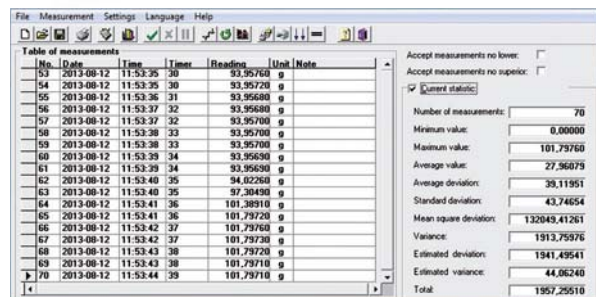 File Measurement Settings Language Help
Table of measurements
No. Date Time Timer Reading Unit Note
53 2013-08-12 11:53:35 30 93,95760 g
54 2013-08-12 11:53:35 30 93,95720 g
55 2013-08-12 11:53:36 31 93,95680 g
56 2013-08-12 11:53:37 32 93,95680 g
57 2013-08-12 11:53:37 32 93,95700 g
58 2013-08-12 11:53:38 33 93,95700 g
59 2013-08-12 11:53:38 33 93,95700 g
60 2013-08-12 11:53:39 34 93,95690 g
61 2013-08-12 11:53:39 34 93,95690 g
62 2013-08-12 11:53:40 35 94,02260 g
63 2013-08-12 11:53:40 35 97,30490 g
64 2013-08-12 11:53:41 36 101,38910 g
65 2013-08-12 11:53:41 36 101,79720 g
66 2013-08-12 11:53:42 37 101,79760 g
67 2013-08-12 11:53:42 37 101,79730 g
68 2013-08-12 11:53:43 38 101,79720 g
69 2013-08-12 11:53:43 38 101,79710 g
70 2013-08-12 11:53:44 39 101,79710 g
Accept measurements no lower:
Accept measurements no superior:
Current statistic
Number of measurements: 70
Minimum value: 0,00000
Maximum value: 101,79760
Average value: 27,96079
Average deviation: 39,11951
Standard daviation: 43,74654
Mean square deviation: 132049,41261
Variance: 1913,75976
Estimated deviation: 1941,49541
Estimated variance: 44,06240
Total: 1957,25510